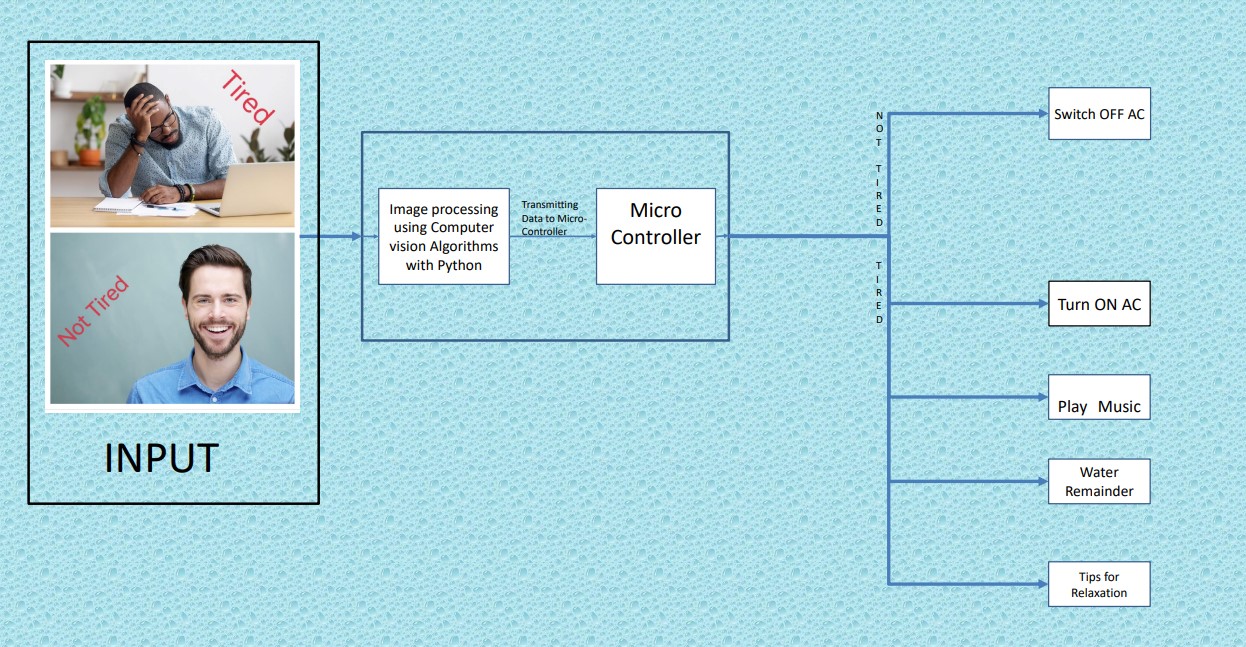 Tired
Not Tired
INPUT
Image processing
using Computer
vision Algorithms
with Python
Transmitting
Data to Micro-
Controller
Micro
Controller
NOT TIRED
TIRED
Switch OFF AC
Turn ON AC
Play Music
Water
Remainder
Tips for
Relaxation